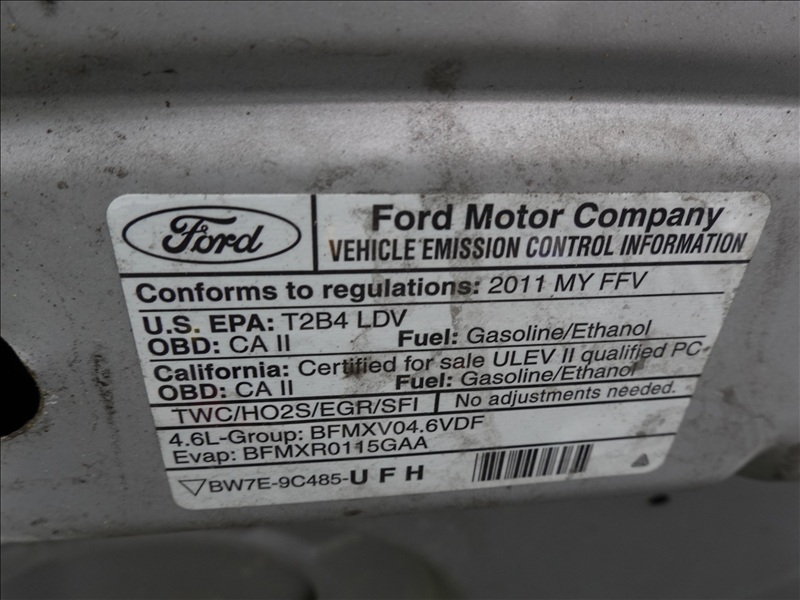 Ford
Ford Motor Company
VEHICLE EMISSION CONTROL INFORMATION
Conforms to regulations: 2011 MY FFV
U.S. EPA: T2B4 LDV
OBD: CA II Fuel: Gasoline/Ethanol
California: Certified for sale ULEV II qualified PC
OBD: CA II Fuel: Gasoline/Ethanol
TWC/HO2S/EGR/SFI No adjustments needed.
4.6L-Group: BFMXV04.6VDF
Evap: BFMXR0115GAA
BW7E-9C485-U F H